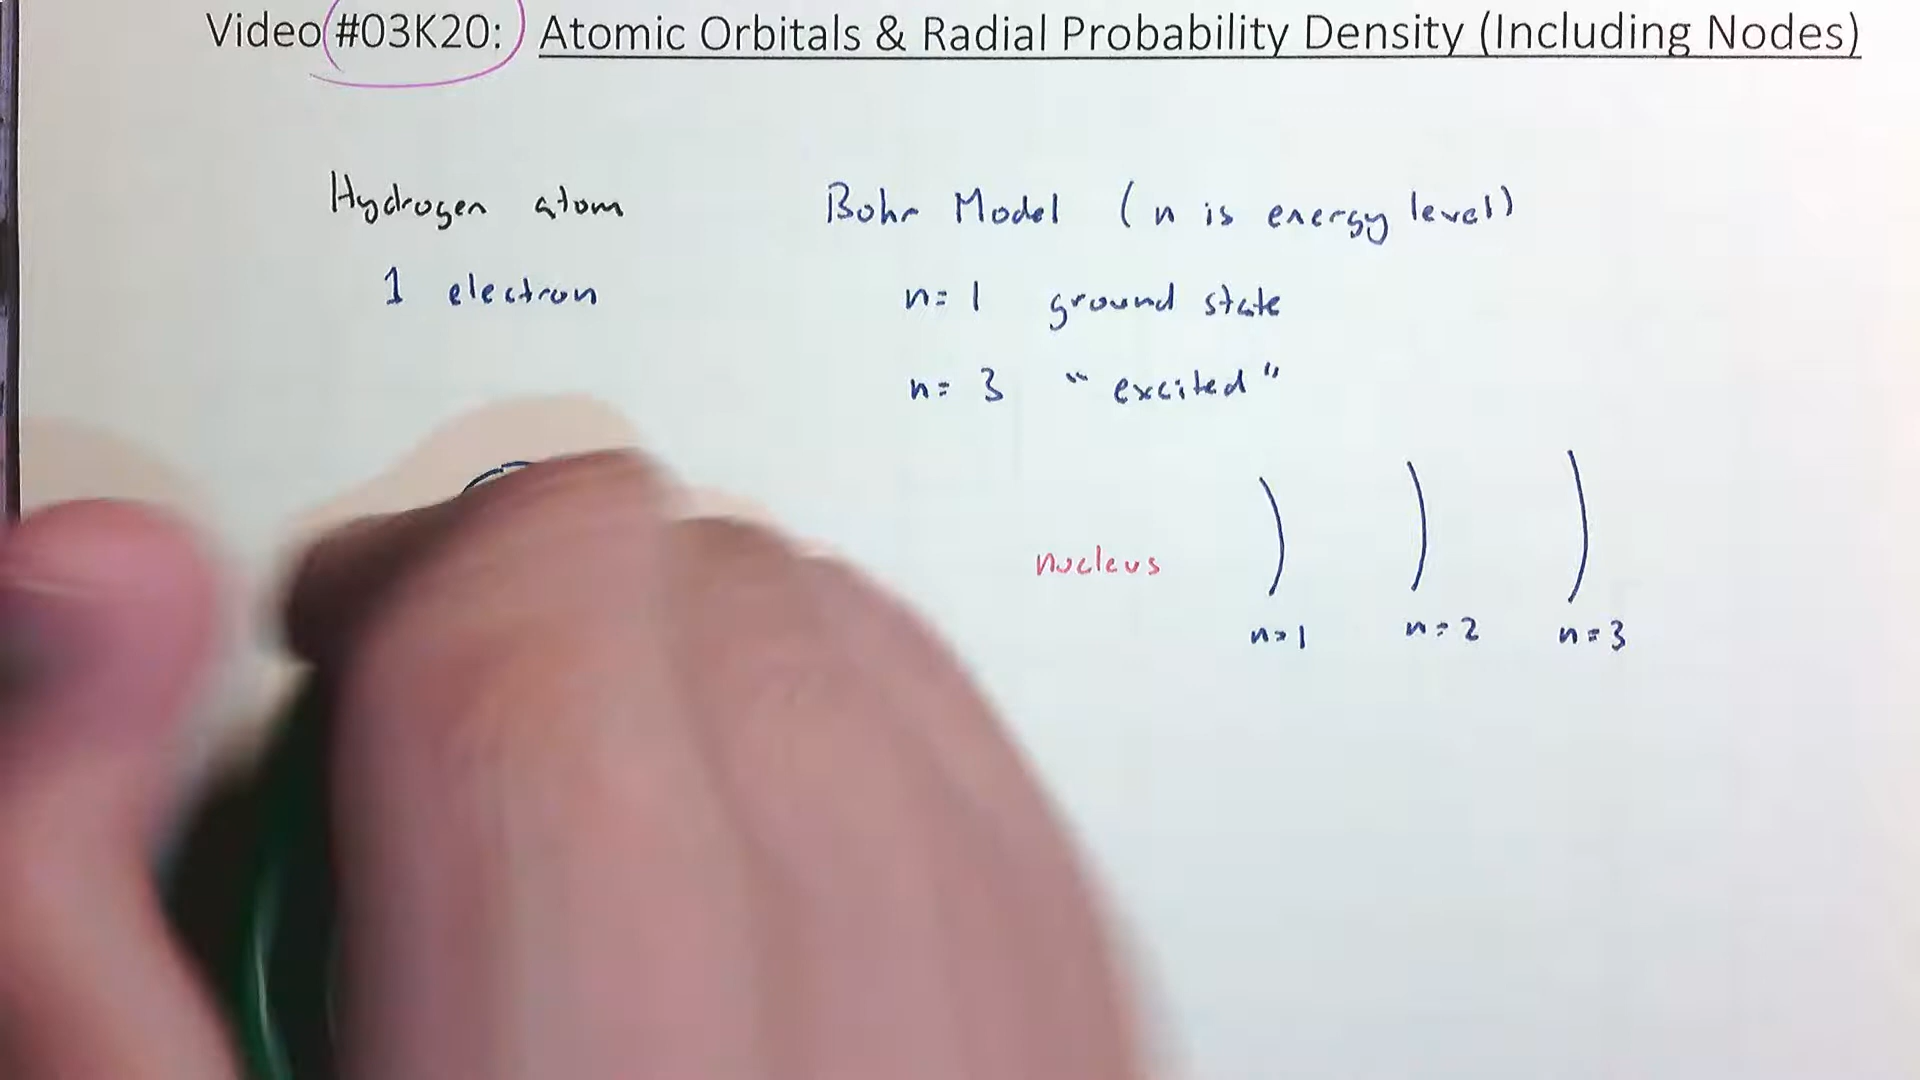 Video #03K20: Atomic Orbitals & Radial Probability Density (Including Nodes)
Hydrogen atom
1 electron
Bohr Model (n is energy level)
n=1 ground state
n=3 "excited"
nucleus
n=1 n=2 n=3